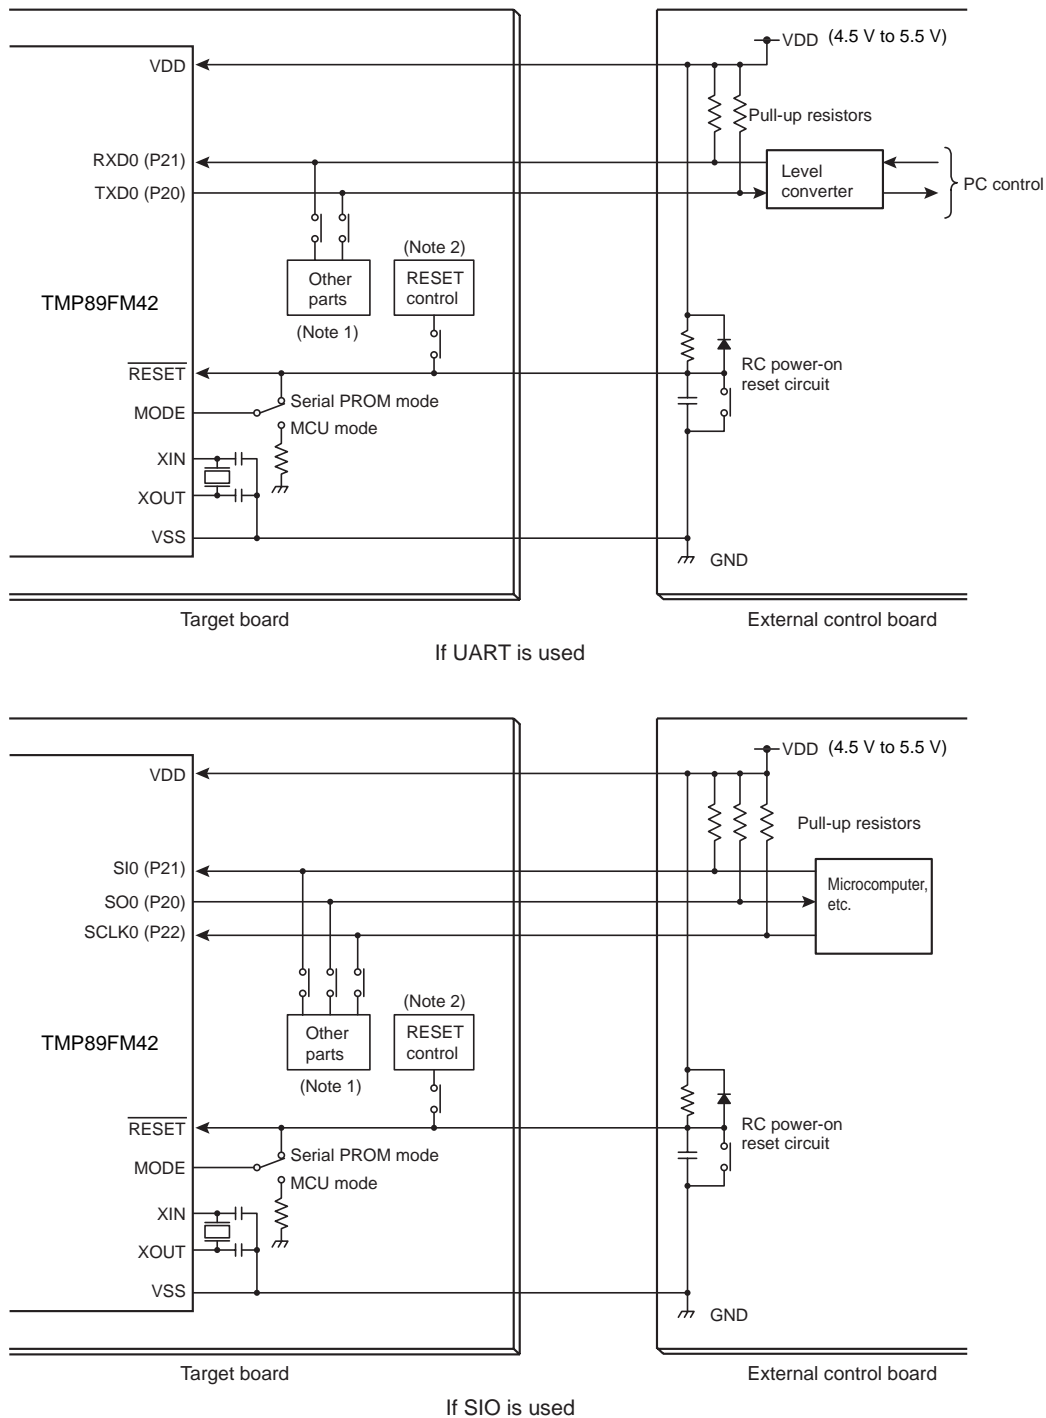 VDD (4.5 V to 5.5 V)
VDD
Pull-up resistors
RXD0 (P21)
TXD0 (P20)
Level
converter
PC control
(Note 2)
Other
parts
RESET
control
TMP89FM42
(Note 1)
RESET
RC power-on
reset circuit
Serial PROM mode
MODE
MCU mode
XIN
XOUT
VSS
GND
Target board
External control board
If UART is used
VDD (4.5 V to 5.5 V)
VDD
Pull-up resistors
SI0 (P21)
SO0 (P20)
SCLK0 (P22)
Microcomputer,
etc.
(Note 2)
Other
parts
RESET
control
TMP89FM42
(Note 1)
RESET
RC power-on
reset circuit
Serial PROM mode
MODE
MCU mode
XIN
XOUT
VSS
GND
Target board
External control board
If SIO is used